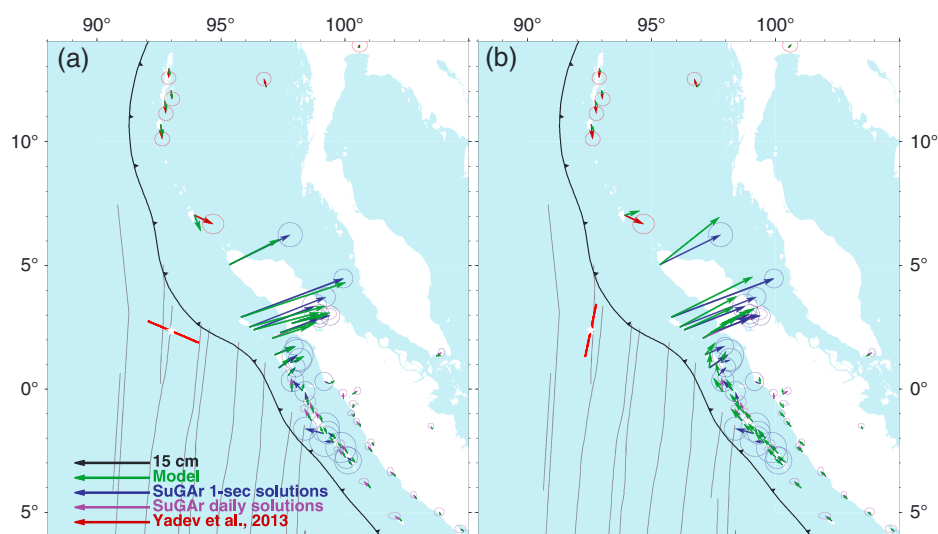 90° 95° 100° 90° 95° 100°
(a) (b)
10° 10°
5° 5°
0° 0°
15 cm
Model
SuGAr 1-sec solutions
SuGAr daily solutions
Yadev et al., 2013
5° 5°